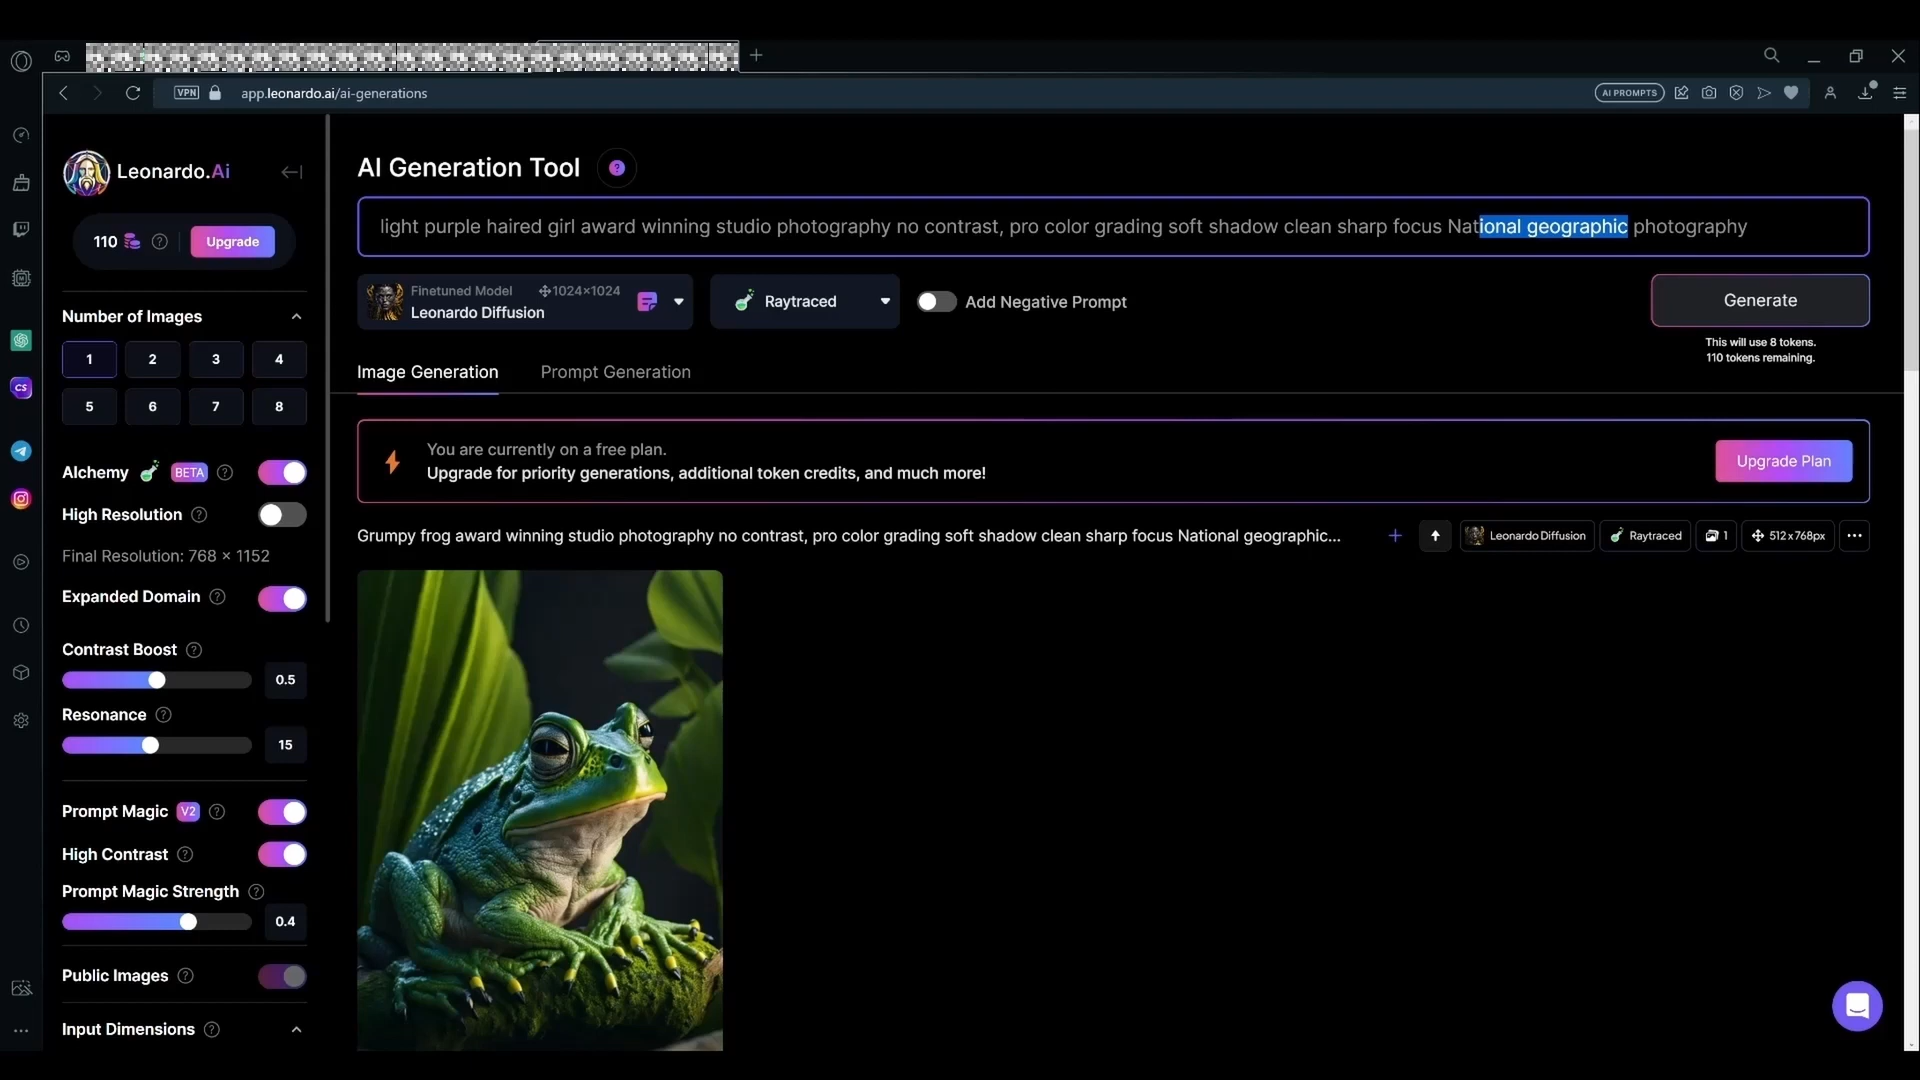 VPN
app.leonardo.ai/ai-generations
AI PROMPTS
Leonardo.Ai
110
Upgrade
Number of Images
1 2 3 4
5 6 7 8
Alchemy BETA
High Resolution
Final Resolution: 768 × 1152
Expanded Domain
Contrast Boost
0.5
Resonance
15
Prompt Magic V2
High Contrast
Prompt Magic Strength
0.4
Public Images
Input Dimensions
CS
AI Generation Tool
light purple haired girl award winning studio photography no contrast, pro color grading soft shadow clean sharp focus National geographic photography
Finetuned Model 1024×1024
Leonardo Diffusion
Raytraced
Add Negative Prompt
Generate
This will use 8 tokens.
110 tokens remaining.
Image Generation
Prompt Generation
You are currently on a free plan.
Upgrade for priority generations, additional token credits, and much more!
Upgrade Plan
Grumpy frog award winning studio photography no contrast, pro color grading soft shadow clean sharp focus National geographic...
Leonardo Diffusion
Raytraced
1
512x768px